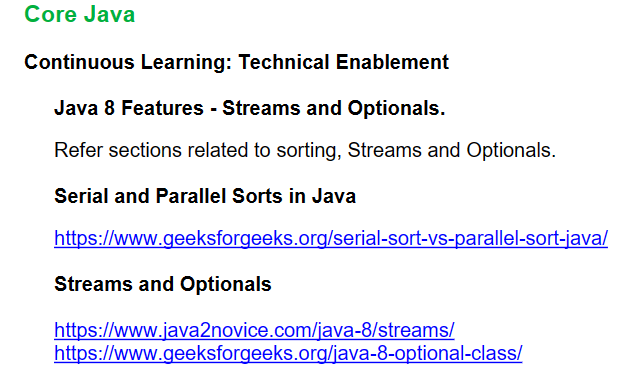 Core Java
Continuous Learning: Technical Enablement
Java 8 Features - Streams and Optionals.
Refer sections related to sorting, Streams and Optionals.
Serial and Parallel Sorts in Java
https://www.geeksforgeeks.org/serial-sort-vs-parallel-sort-java/
Streams and Optionals
https://www.java2novice.com/java-8/streams/
https://www.geeksforgeeks.org/java-8-optional-class/